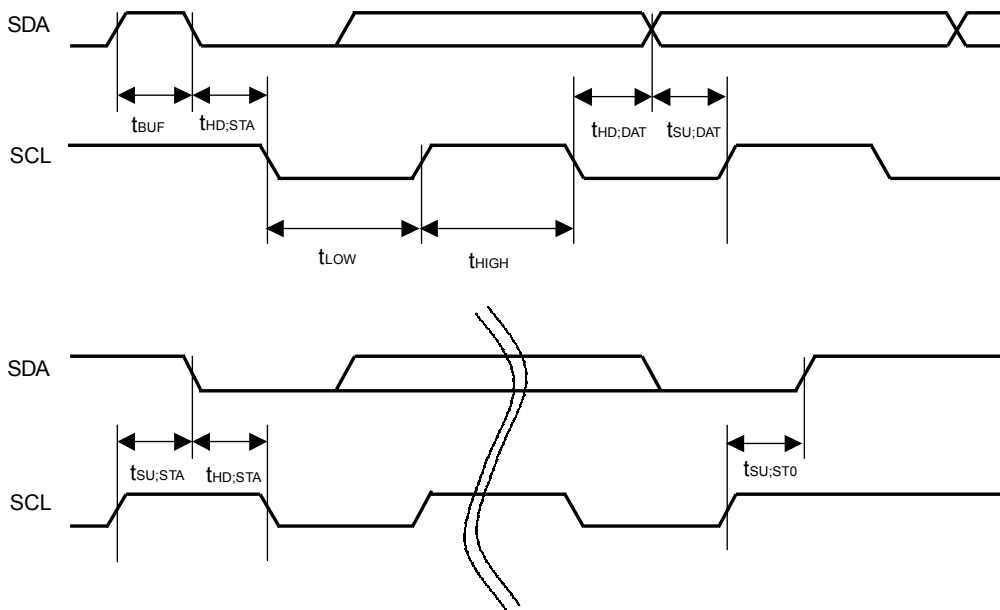 SDA
tBUF tHD;STA tHD;DAT tSU;DAT
SCL
tLOW tHIGH
SDA
tSU;STA tHD;STA tSU;ST0
SCL